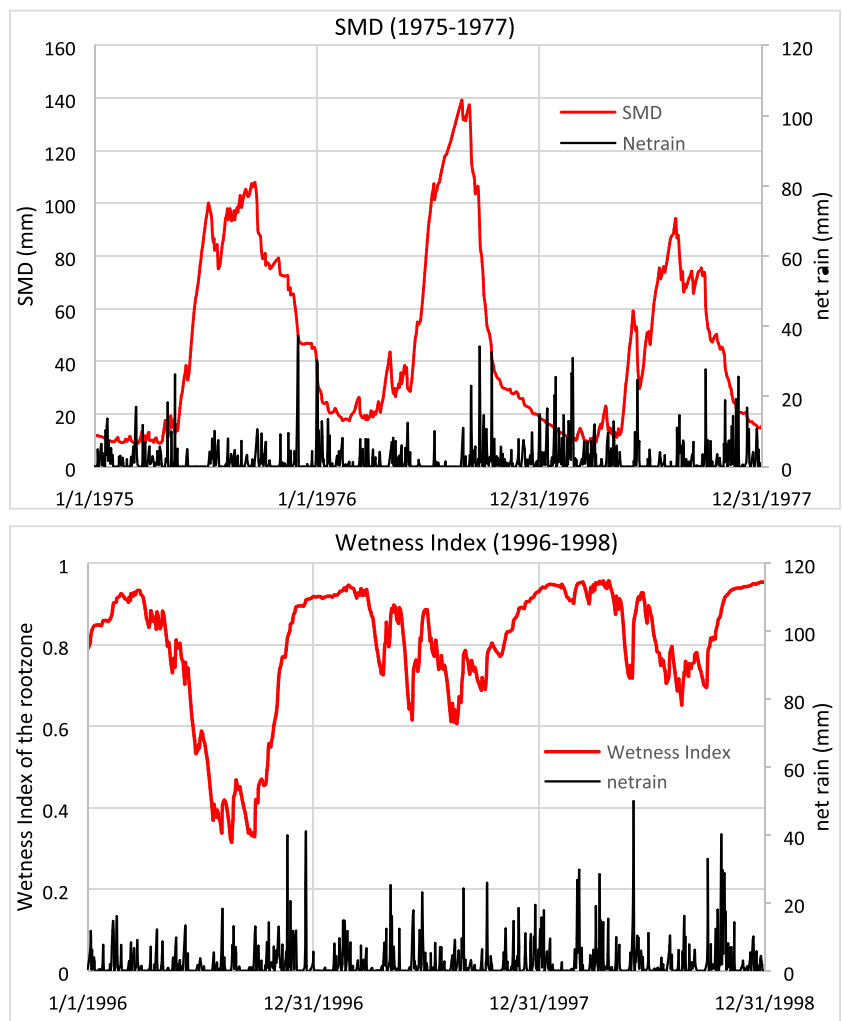 SMD (1975-1977)
160 120
140
100
120
SMD
Netrain
80
100
80 60
60
40
40
20
20
0 0
SMD (mm)
net rain (mm)
1/1/1975 1/1/1976 12/31/1976 12/31/1977
Wetness Index (1996-1998)
1 120
100
0.8
80
0.6
60
Wetness Index
netrain
0.4
40
0.2
20
0 0
Wetness Index of the rootzone
net rain (mm)
1/1/1996 12/31/1996 12/31/1997 12/31/1998